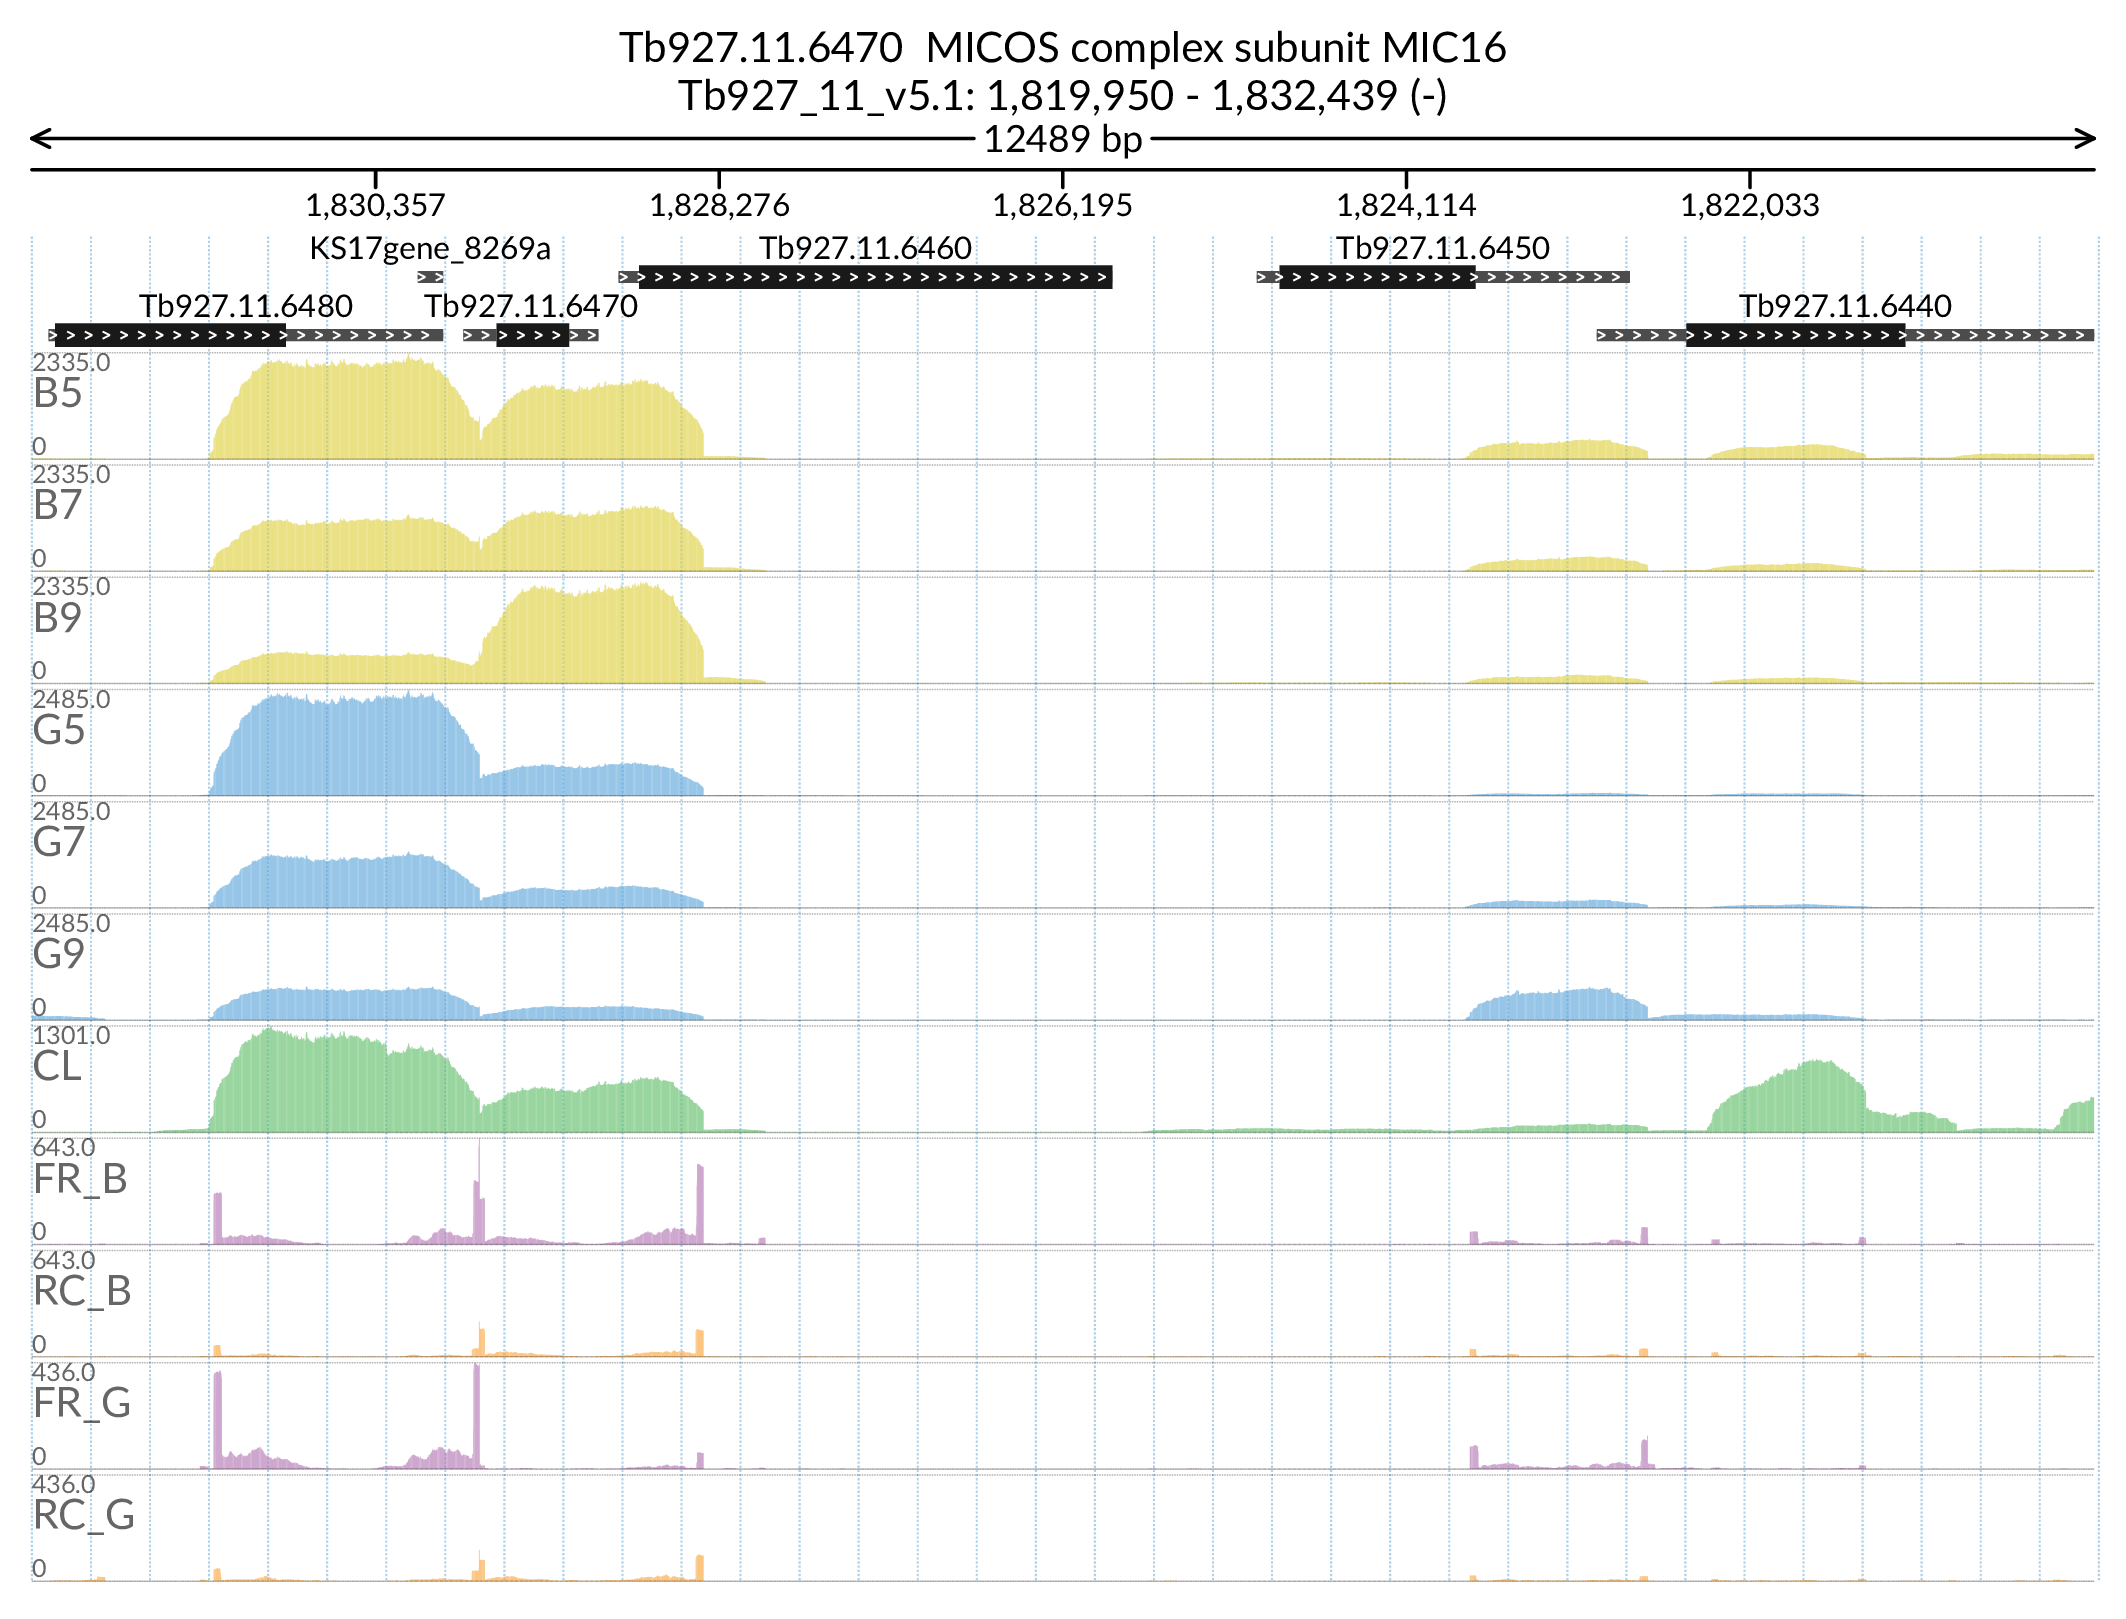 Tb927.11.6470  MICOS complex subunit MIC16
Tb927_11_v5.1: 1,819,950 - 1,832,439 (-)
12489 bp
1,830,357 1,828,276 1,826,195 1,824,114 1,822,033
KS17gene_8269a Tb927.11.6460 Tb927.11.6450
Tb927.11.6480 Tb927.11.6470 Tb927.11.6440
2335.0
B5
0
2335.0
B7
0
2335.0
B9
0
2485.0
G5
0
2485.0
G7
0
2485.0
G9
0
1301.0
CL
0
643.0
FR_B
0
643.0
RC_B
0
436.0
FR_G
0
436.0
RC_G
0